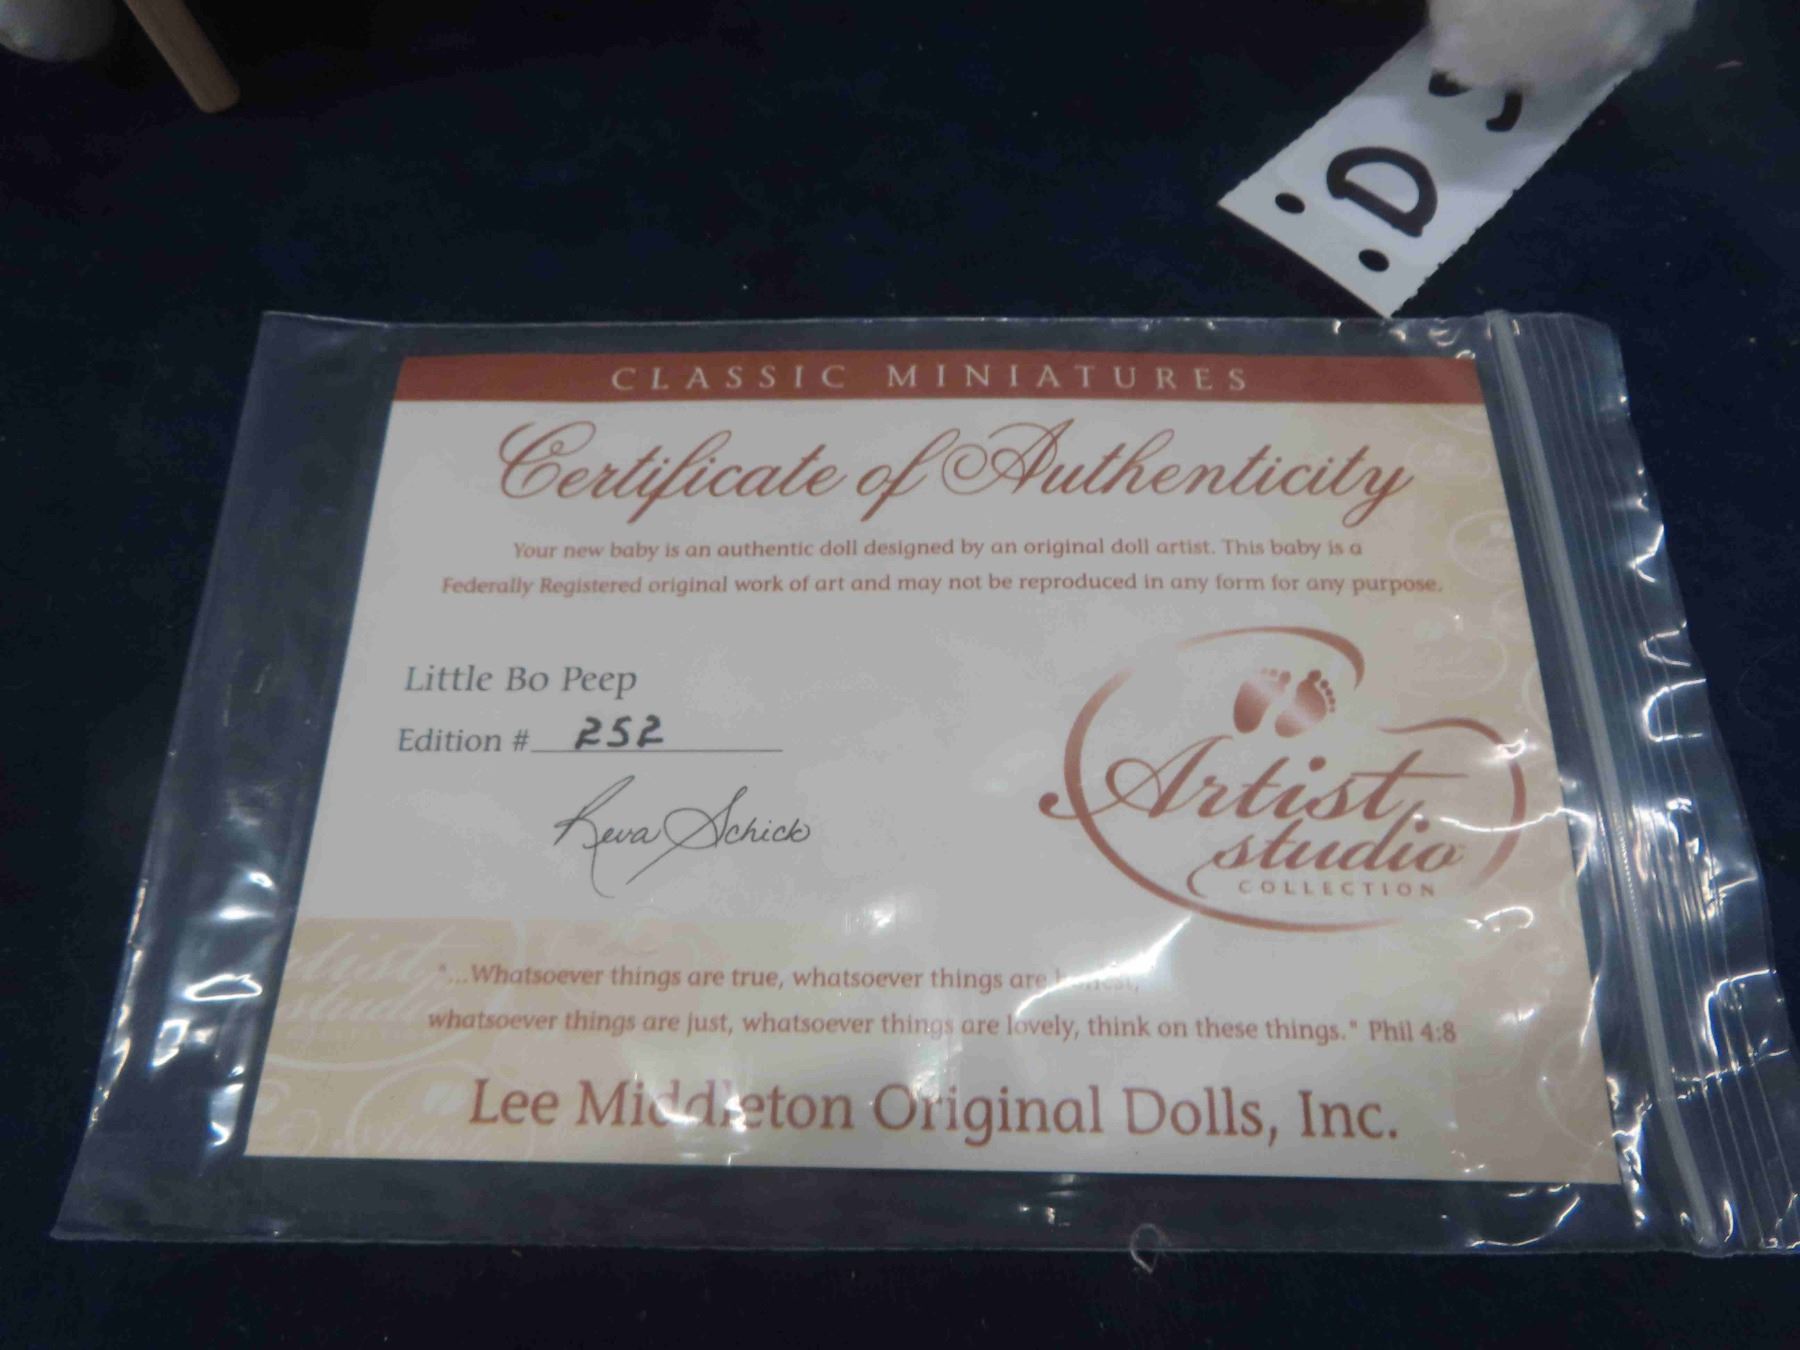 D
CLASSIC MINIATURES
Certificate of Authenticity
Your new baby is an authentic doll designed by an original doll artist. This baby is a
Federally Registered original work of art and may not be reproduced in any form for any purpose.
Little Bo Peep
Edition # 252
Reva Schick
Artist
studio
COLLECTION
"...Whatsoever things are true, whatsoever things are honest,
whatsoever things are just, whatsoever things are lovely, think on these things." Phil 4:8
Lee Middleton Original Dolls, Inc.